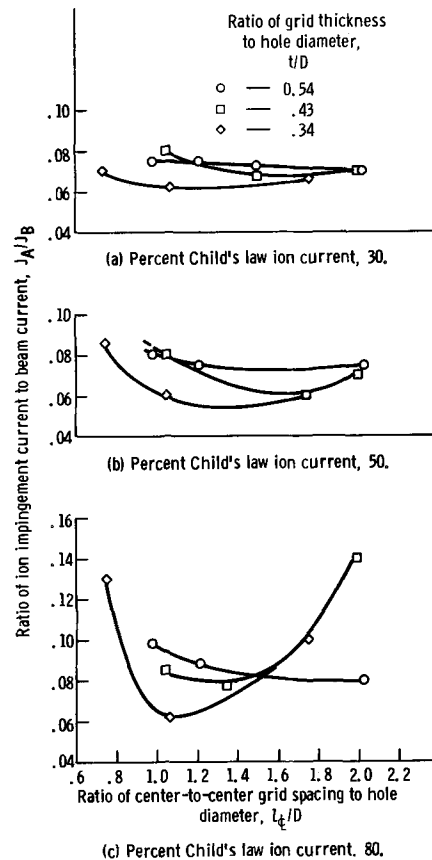 Ratio of grid thickness
to hole diameter,
t/D
0.54
.43
.34
Ratio of ion impingement current to beam current, J_A/J_B
.10
.08
.06
.04
(a) Percent Child's law ion current, 30.
.10
.08
.06
.04
(b) Percent Child's law ion current, 50.
.16
.14
.12
.10
.08
.06
.04
.6 .8 1.0 1.2 1.4 1.6 1.8 2.0 2.2
Ratio of center-to-center grid spacing to hole
diameter, l_℄/D
(c) Percent Child's law ion current, 80.